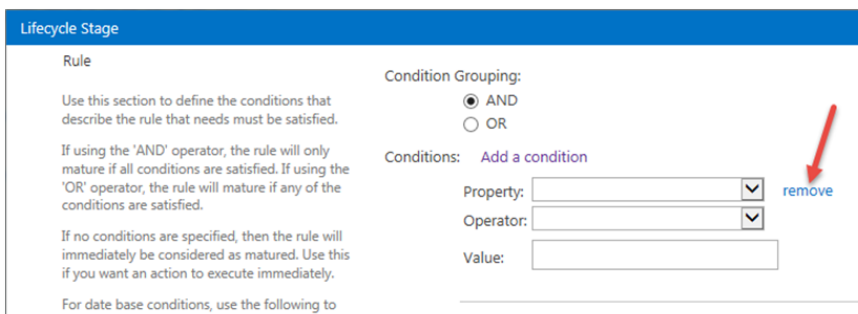 Lifecycle Stage
Rule
Use this section to define the conditions that
describe the rule that needs must be satisfied.
If using the 'AND' operator, the rule will only
mature if all conditions are satisfied. If using the
'OR' operator, the rule will mature if any of the
conditions are satisfied.
If no conditions are specified, then the rule will
immediately be considered as matured. Use this
if you want an action to execute immediately.
For date base conditions, use the following to
Condition Grouping:
AND
OR
Conditions: Add a condition
Property: remove
Operator:
Value: